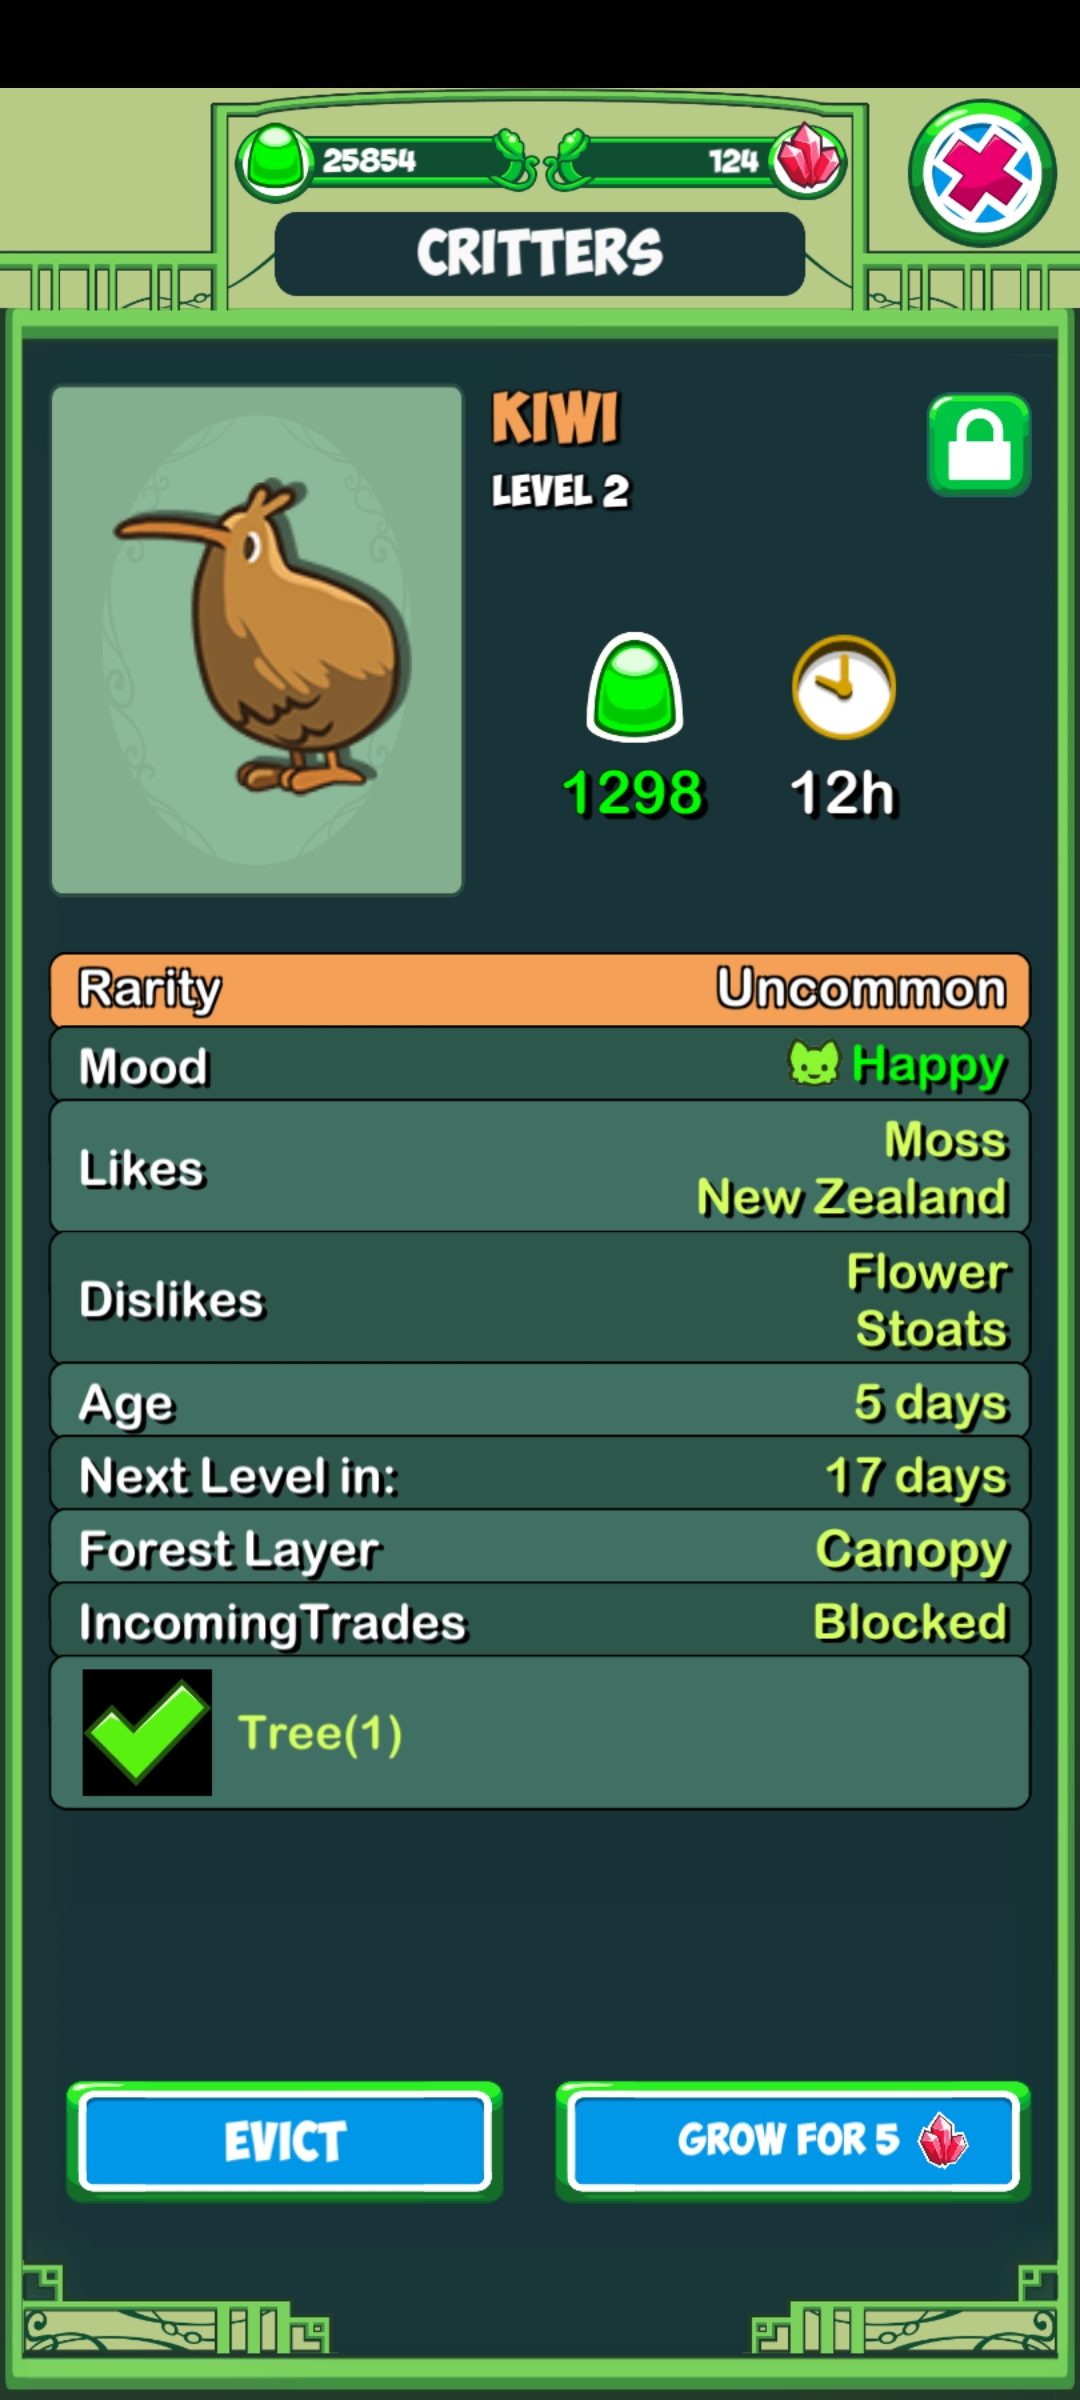 25854
124
CRITTERS
KIWI
LEVEL 2
1298
12h
Rarity Uncommon
Mood Happy
Likes Moss
New Zealand
Dislikes Flower
Stoats
Age 5 days
Next Level in: 17 days
Forest Layer Canopy
IncomingTrades Blocked
Tree(1)
EVICT
GROW FOR 5